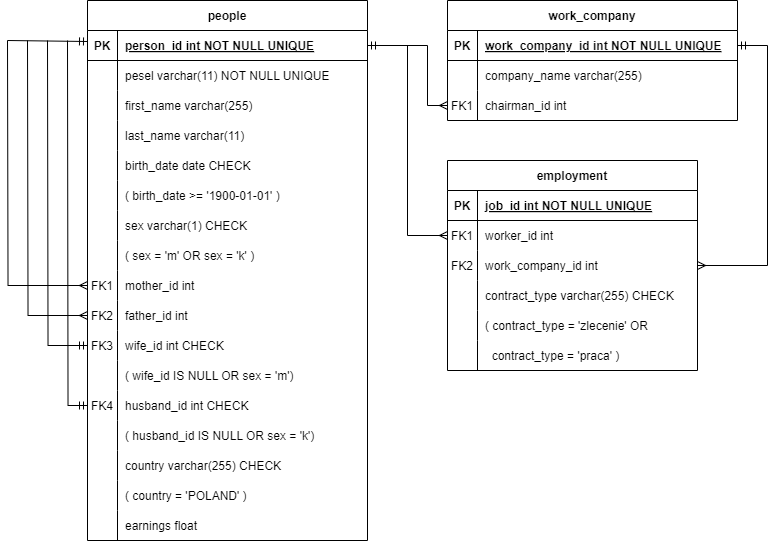 people
PK person_id int NOT NULL UNIQUE
pesel varchar(11) NOT NULL UNIQUE
first_name varchar(255)
last_name varchar(11)
birth_date date CHECK
( birth_date >= '1900-01-01' )
sex varchar(1) CHECK
( sex = 'm' OR sex = 'k' )
FK1 mother_id int
FK2 father_id int
FK3 wife_id int CHECK
( wife_id IS NULL OR sex = 'm')
FK4 husband_id int CHECK
( husband_id IS NULL OR sex = 'k')
country varchar(255) CHECK
( country = 'POLAND' )
earnings float
work_company
PK work_company_id int NOT NULL UNIQUE
company_name varchar(255)
FK1 chairman_id int
employment
PK job_id int NOT NULL UNIQUE
FK1 worker_id int
FK2 work_company_id int
contract_type varchar(255) CHECK
( contract_type = 'zlecenie' OR
contract_type = 'praca' )